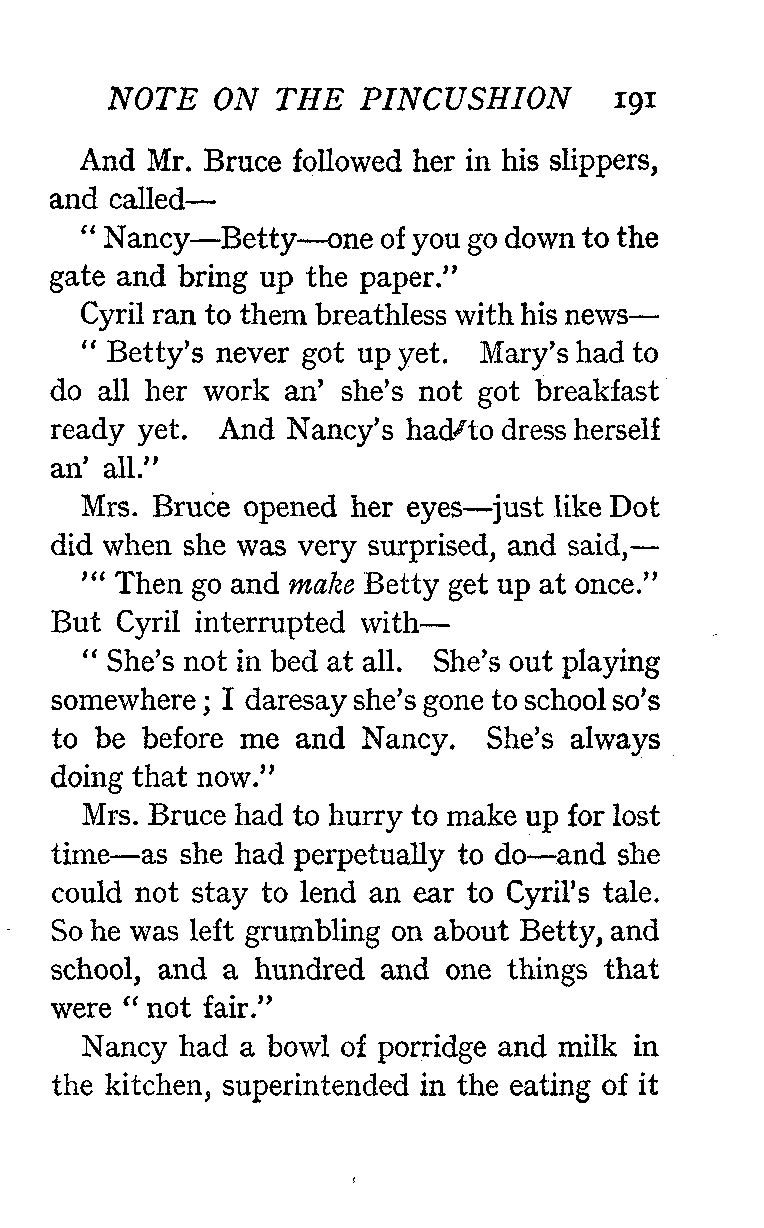 NOTE ON THE PINCUSHION 191
And Mr. Bruce followed her in his slippers,
and called—
“ Nancy—Betty—one of you go down to the
gate and bring up the paper.”
Cyril ran to them breathless with his news—
“ Betty’s never got up yet. Mary’s had to
do all her work an’ she’s not got breakfast
ready yet. And Nancy’s had to dress herself
an’ all.”
Mrs. Bruce opened her eyes—just like Dot
did when she was very surprised, and said,—
’“ Then go and make Betty get up at once.”
But Cyril interrupted with—
“ She’s not in bed at all. She’s out playing
somewhere ; I daresay she’s gone to school so’s
to be before me and Nancy. She’s always
doing that now.”
Mrs. Bruce had to hurry to make up for lost
time—as she had perpetually to do—and she
could not stay to lend an ear to Cyril’s tale.
So he was left grumbling on about Betty, and
school, and a hundred and one things that
were “ not fair.”
Nancy had a bowl of porridge and milk in
the kitchen, superintended in the eating of it